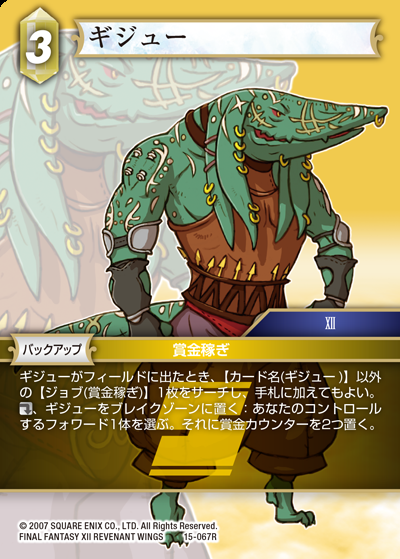 3
ギジュー
XII
バックアップ
賞金稼ぎ
ギジューがフィールドに出たとき、【カード名(ギジュー)】以外
の【ジョブ(賞金稼ぎ)】1枚をサーチし、手札に加えてもよい。
、ギジューをブレイクゾーンに置く：あなたのコントロール
するフォワード1体を選ぶ。それに賞金カウンターを2つ置く。
© 2007 SQUARE ENIX CO., LTD. All Rights Reserved.
FINAL FANTASY XII REVENANT WINGS 15-067R